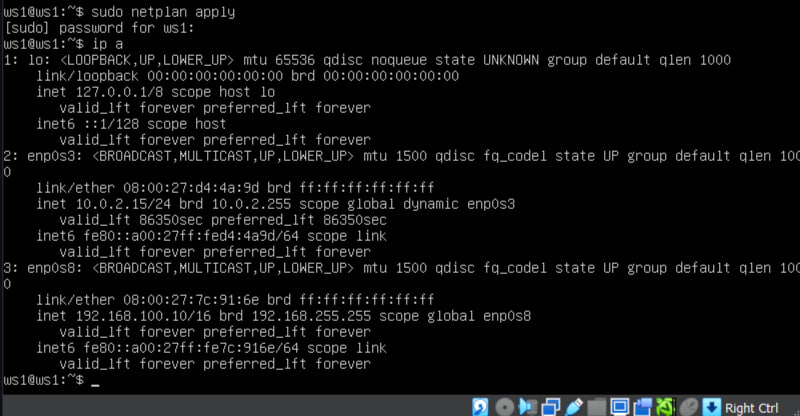 ws1@ws1:~$ sudo netplan apply
[sudo] password for ws1:
ws1@ws1:~$ ip a
1: lo: <LOOPBACK,UP,LOWER_UP> mtu 65536 qdisc noqueue state UNKNOWN group default qlen 1000
    link/loopback 00:00:00:00:00:00 brd 00:00:00:00:00:00
    inet 127.0.0.1/8 scope host lo
       valid_lft forever preferred_lft forever
    inet6 ::1/128 scope host
       valid_lft forever preferred_lft forever
2: enp0s3: <BROADCAST,MULTICAST,UP,LOWER_UP> mtu 1500 qdisc fq_codel state UP group default qlen 100
0
    link/ether 08:00:27:d4:4a:9d brd ff:ff:ff:ff:ff:ff
    inet 10.0.2.15/24 brd 10.0.2.255 scope global dynamic enp0s3
       valid_lft 86350sec preferred_lft 86350sec
    inet6 fe80::a00:27ff:fed4:4a9d/64 scope link
       valid_lft forever preferred_lft forever
3: enp0s8: <BROADCAST,MULTICAST,UP,LOWER_UP> mtu 1500 qdisc fq_codel state UP group default qlen 100
0
    link/ether 08:00:27:7c:91:6e brd ff:ff:ff:ff:ff:ff
    inet 192.168.100.10/16 brd 192.168.255.255 scope global enp0s8
       valid_lft forever preferred_lft forever
    inet6 fe80::a00:27ff:fe7c:916e/64 scope link
       valid_lft forever preferred_lft forever
ws1@ws1:~$ _
Right Ctrl